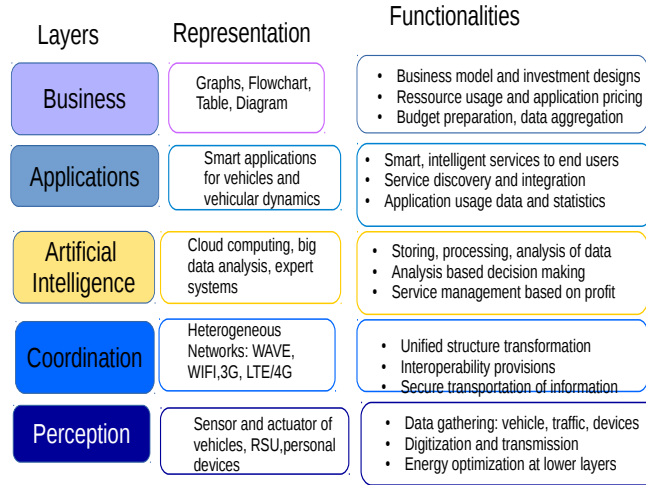 Layers
Representation
Functionalities
Business
Graphs, Flowchart,
Table, Diagram
• Business model and investment designs
• Ressource usage and application pricing
• Budget preparation, data aggregation
Applications
Smart applications
for vehicles and
vehicular dynamics
• Smart, intelligent services to end users
• Service discovery and integration
• Application usage data and statistics
Artificial
Intelligence
Cloud computing, big
data analysis, expert
systems
• Storing, processing, analysis of data
• Analysis based decision making
• Service management based on profit
Coordination
Heterogeneous
Networks: WAVE,
WIFI,3G, LTE/4G
• Unified structure transformation
• Interoperability provisions
• Secure transportation of information
Perception
Sensor and actuator of
vehicles, RSU,personal
devices
• Data gathering: vehicle, traffic, devices
• Digitization and transmission
• Energy optimization at lower layers